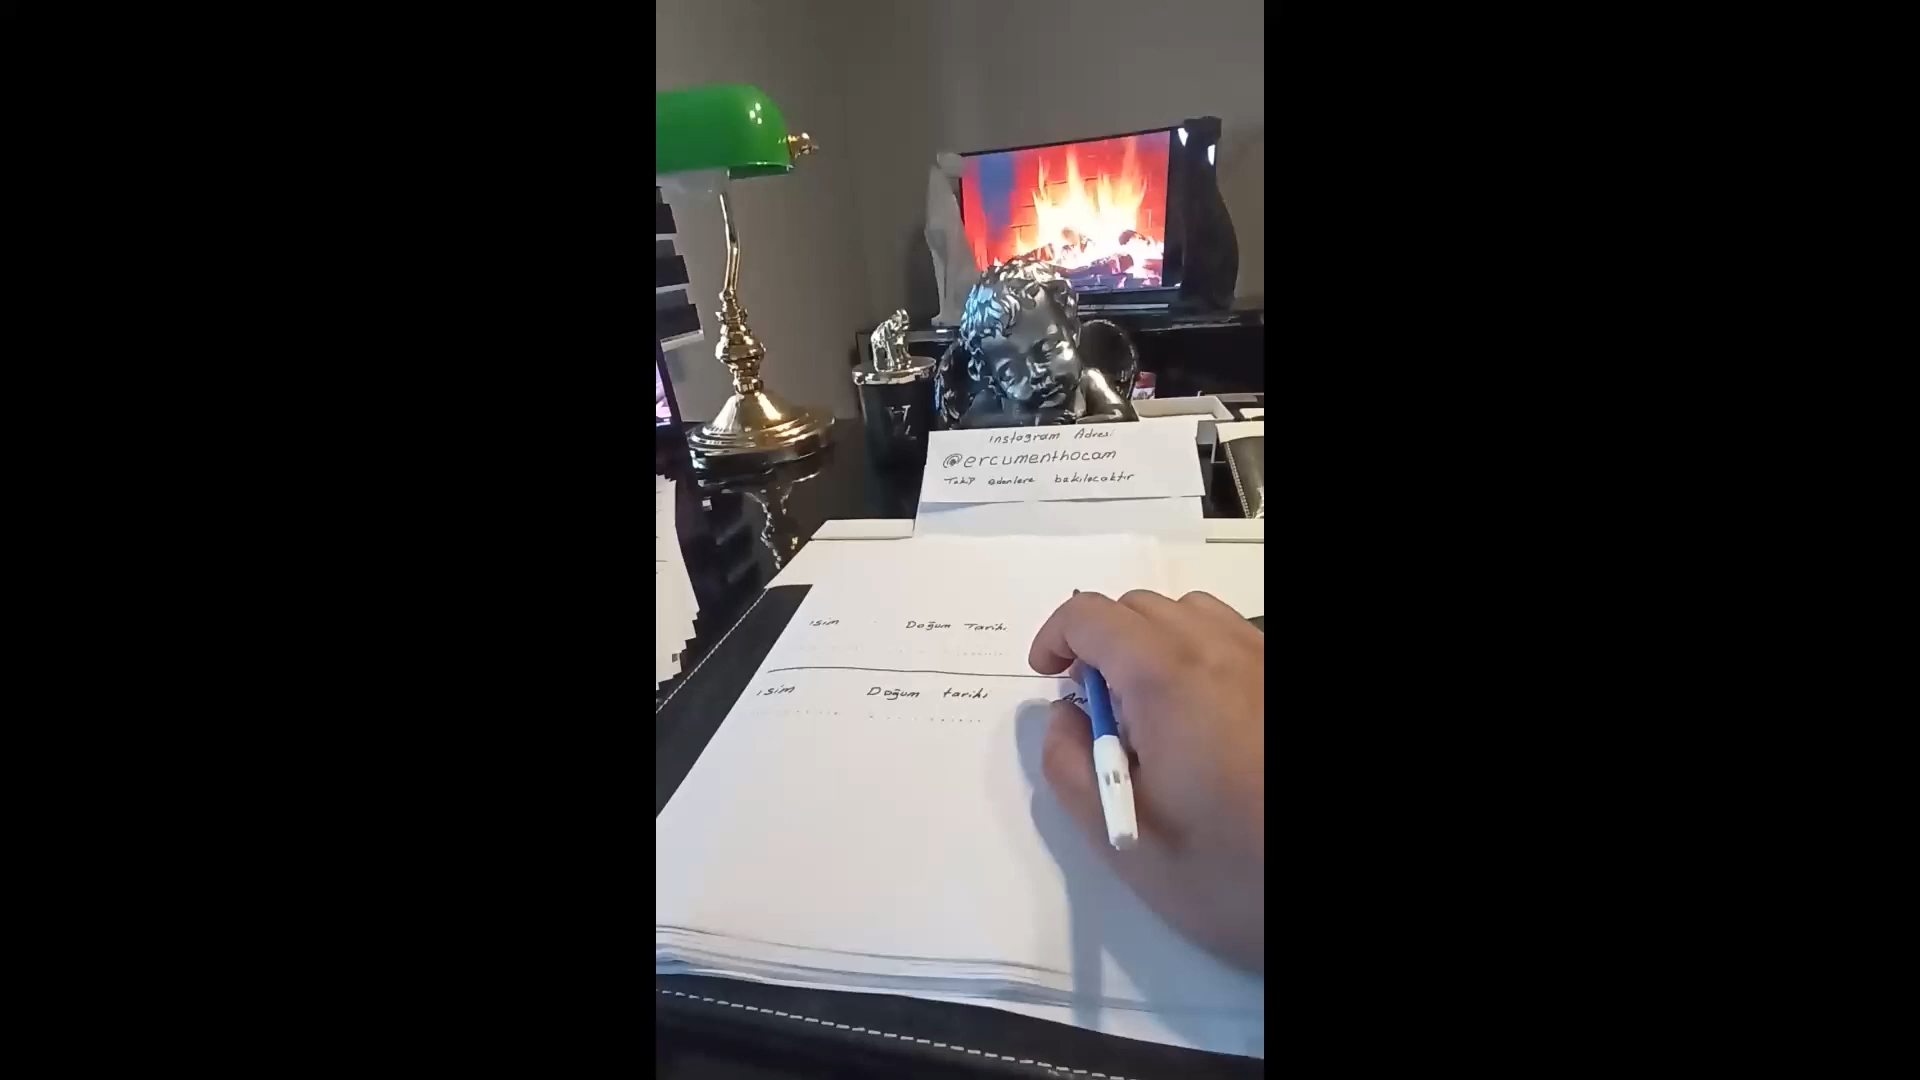 instagram Adresi
@ercumenthocam
Takip edenlere bakılacaktır
isim Doğum Tarihi
isim Doğum tarihi